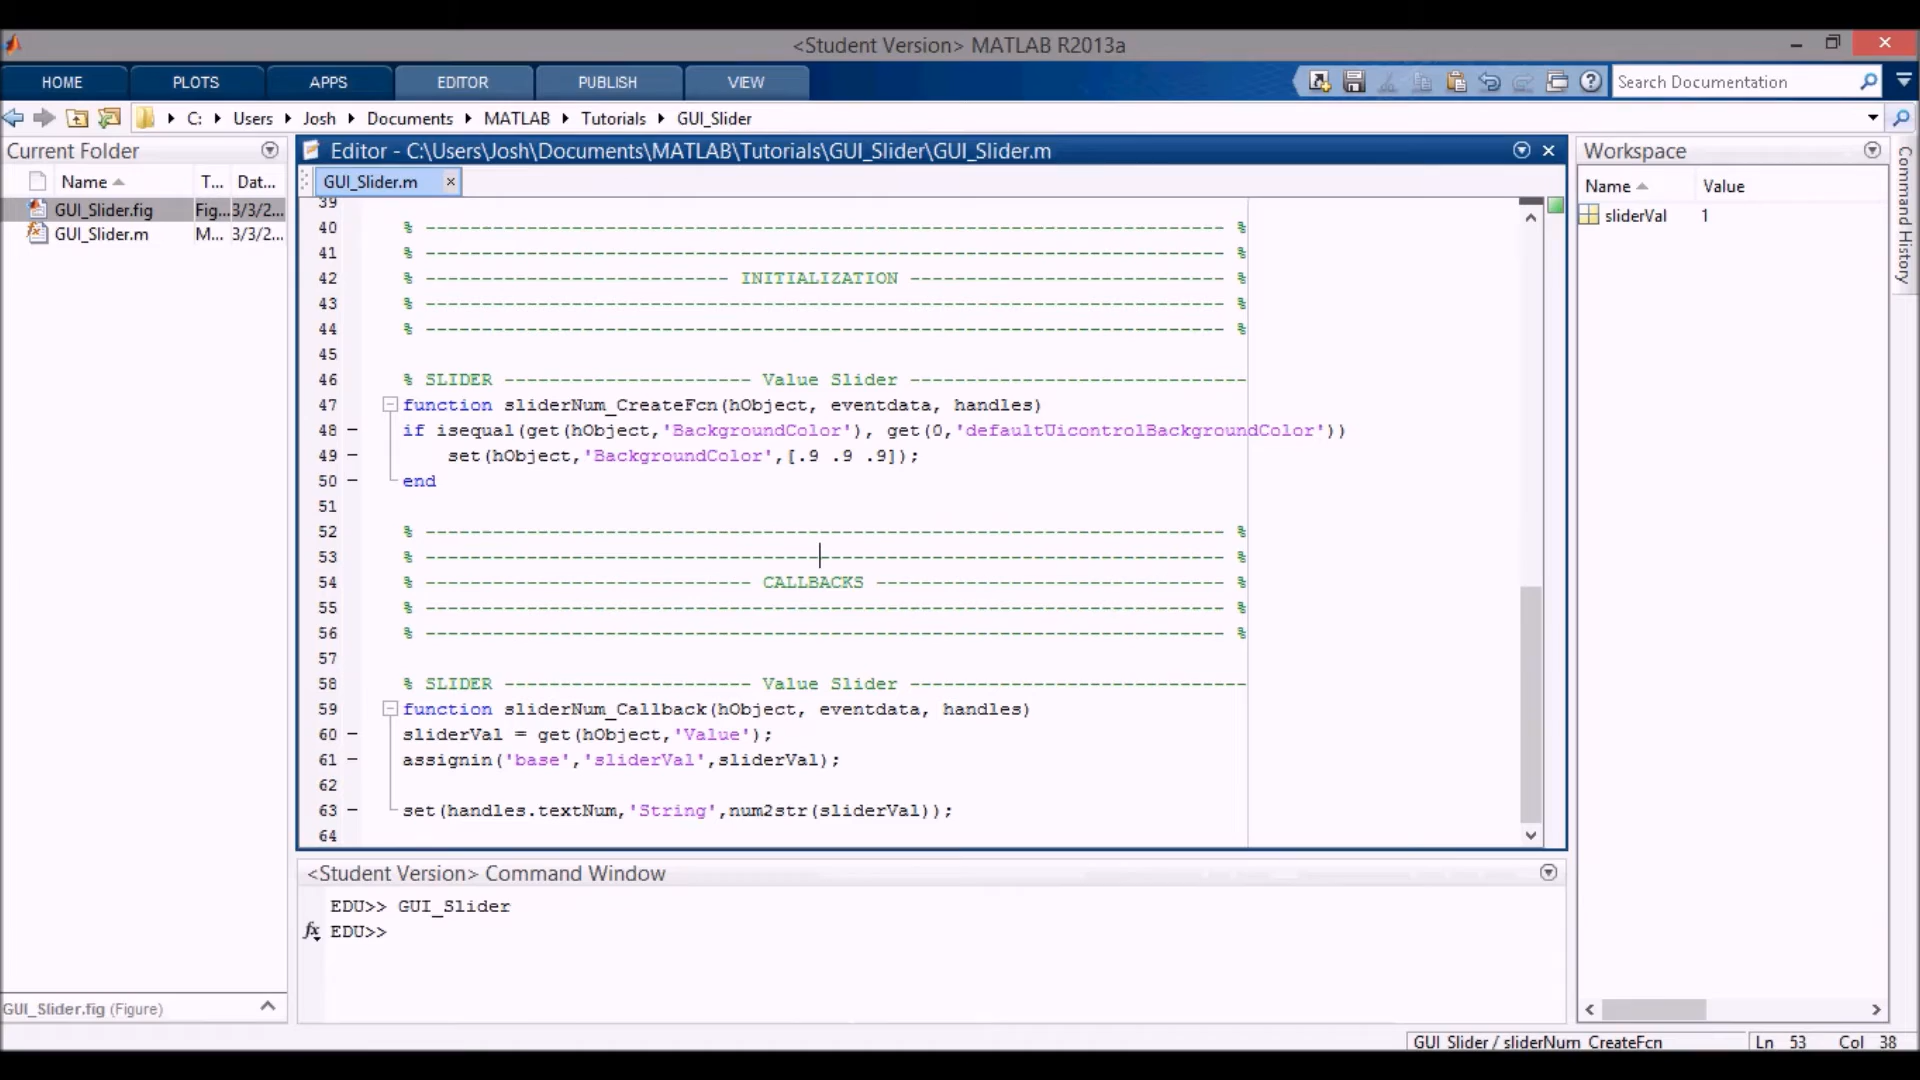 <Student Version> MATLAB R2013a
HOME PLOTS APPS EDITOR PUBLISH VIEW Search Documentation
C: Users Josh Documents MATLAB Tutorials GUI_Slider
Current Folder
Name T... Dat...
GUI_Slider.fig Fig... 3/3/2...
GUI_Slider.m M... 3/3/2...
GUI_Slider.fig (Figure)
Editor - C:\Users\Josh\Documents\MATLAB\Tutorials\GUI_Slider\GUI_Slider.m
GUI_Slider.m
39
40 % ----------------------------------------------------------------------- %
41 % ----------------------------------------------------------------------- %
42 % --------------------------- INITIALIZATION ---------------------------- %
43 % ----------------------------------------------------------------------- %
44 % ----------------------------------------------------------------------- %
45
46 % SLIDER ---------------------- Value Slider ------------------------------
47 function sliderNum_CreateFcn(hObject, eventdata, handles)
48 – if isequal(get(hObject,'BackgroundColor'), get(0,'defaultUicontrolBackgroundColor'))
49 – set(hObject,'BackgroundColor',[.9 .9 .9]);
50 – end
51
52 % ----------------------------------------------------------------------- %
53 % ----------------------------------------------------------------------- %
54 % ----------------------------- CALLBACKS ------------------------------- %
55 % ----------------------------------------------------------------------- %
56 % ----------------------------------------------------------------------- %
57
58 % SLIDER ---------------------- Value Slider ------------------------------
59 function sliderNum_Callback(hObject, eventdata, handles)
60 – sliderVal = get(hObject,'Value');
61 – assignin('base','sliderVal',sliderVal);
62
63 – set(handles.textNum,'String',num2str(sliderVal));
64
<Student Version> Command Window
EDU>> GUI_Slider
fx EDU>>
Workspace
Name Value
sliderVal 1
Command History
GUI_Slider / sliderNum_CreateFcn Ln 53 Col 38